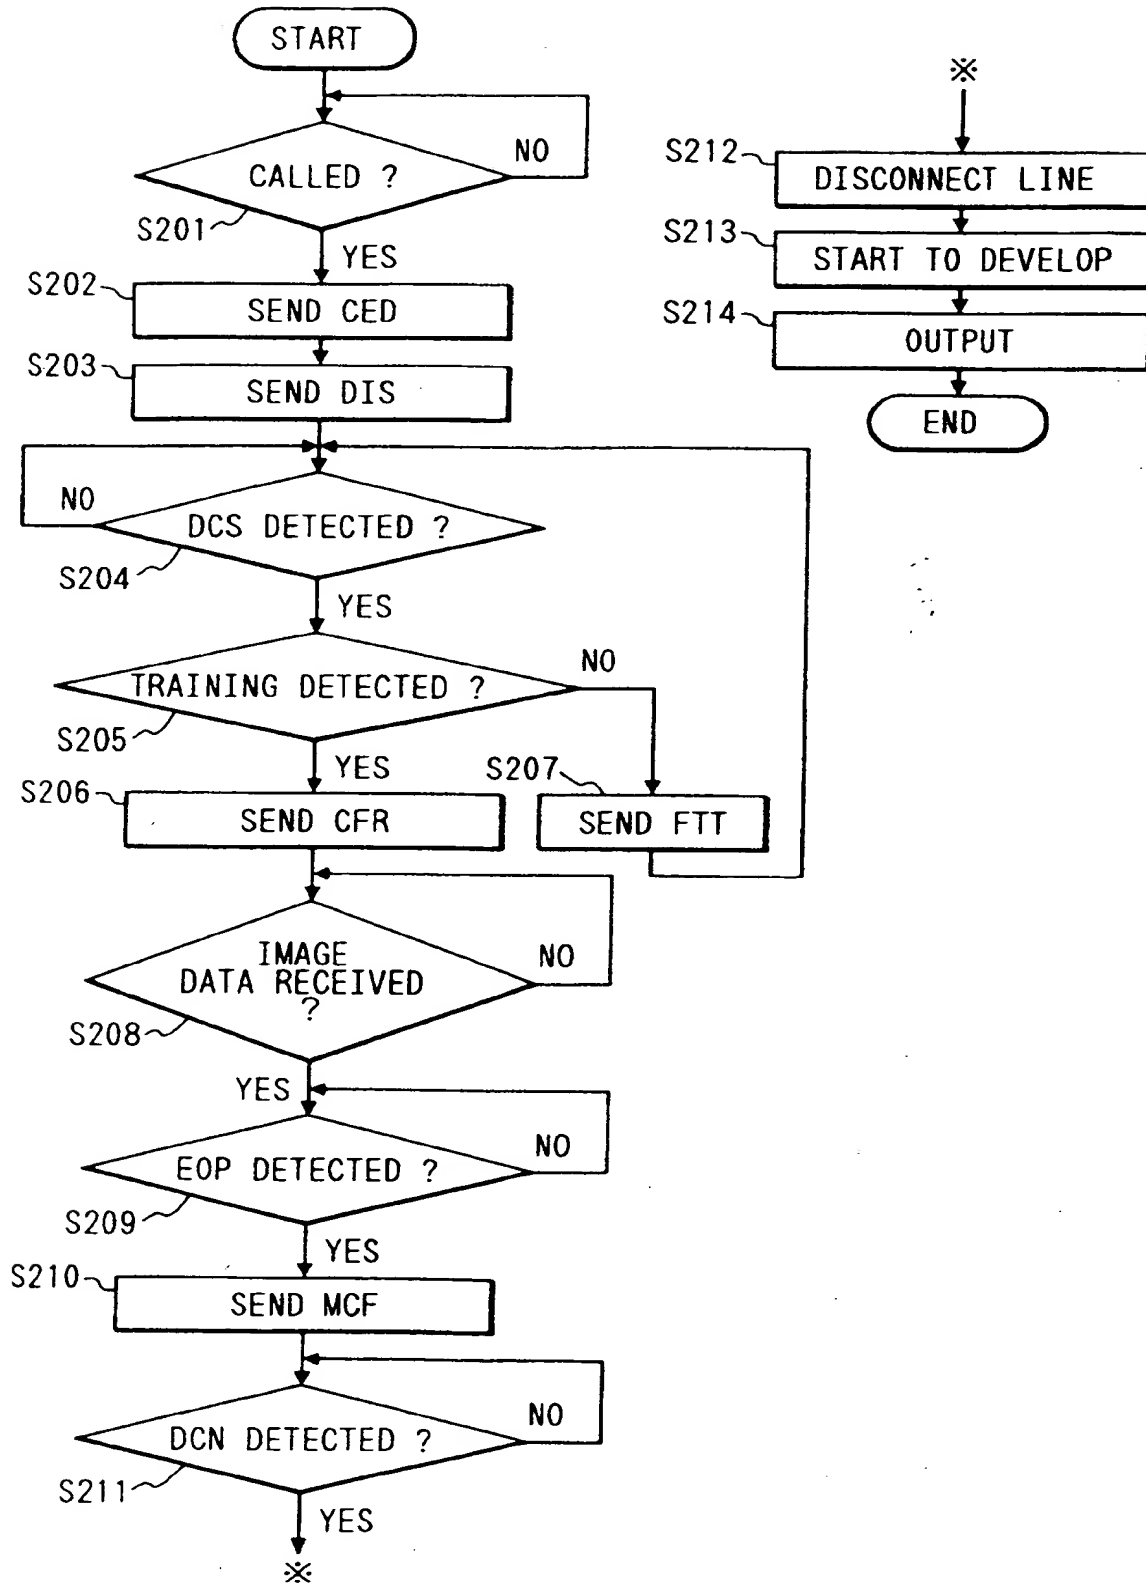 START
CALLED ?
NO
S201
YES
S202
SEND CED
S203
SEND DIS
NO
DCS DETECTED ?
S204
YES
TRAINING DETECTED ?
NO
S205
YES
S206
SEND CFR
S207
SEND FTT
IMAGE
DATA RECEIVED
?
NO
S208
YES
EOP DETECTED ?
NO
S209
YES
S210
SEND MCF
DCN DETECTED ?
NO
S211
YES
※
※
S212
DISCONNECT LINE
S213
START TO DEVELOP
S214
OUTPUT
END